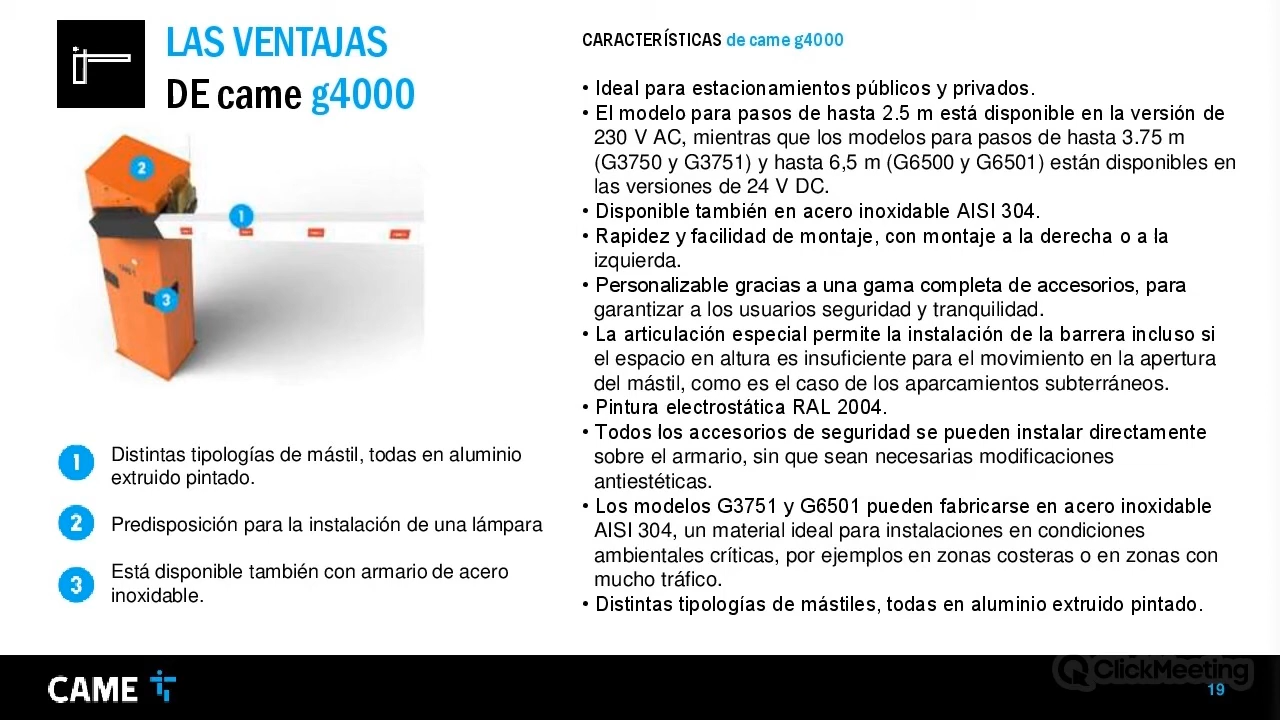 LAS VENTAJAS
DE came g4000
2
1
3
1 Distintas tipologías de mástil, todas en aluminio
extruido pintado.
2 Predisposición para la instalación de una lámpara
3 Está disponible también con armario de acero
inoxidable.
CARACTERÍSTICAS de came g4000
• Ideal para estacionamientos públicos y privados.
• El modelo para pasos de hasta 2.5 m está disponible en la versión de
230 V AC, mientras que los modelos para pasos de hasta 3.75 m
(G3750 y G3751) y hasta 6,5 m (G6500 y G6501) están disponibles en
las versiones de 24 V DC.
• Disponible también en acero inoxidable AISI 304.
• Rapidez y facilidad de montaje, con montaje a la derecha o a la
izquierda.
• Personalizable gracias a una gama completa de accesorios, para
garantizar a los usuarios seguridad y tranquilidad.
• La articulación especial permite la instalación de la barrera incluso si
el espacio en altura es insuficiente para el movimiento en la apertura
del mástil, como es el caso de los aparcamientos subterráneos.
• Pintura electrostática RAL 2004.
• Todos los accesorios de seguridad se pueden instalar directamente
sobre el armario, sin que sean necesarias modificaciones
antiestéticas.
• Los modelos G3751 y G6501 pueden fabricarse en acero inoxidable
AISI 304, un material ideal para instalaciones en condiciones
ambientales críticas, por ejemplos en zonas costeras o en zonas con
mucho tráfico.
• Distintas tipologías de mástiles, todas en aluminio extruido pintado.
CAME
ClickMeeting
19